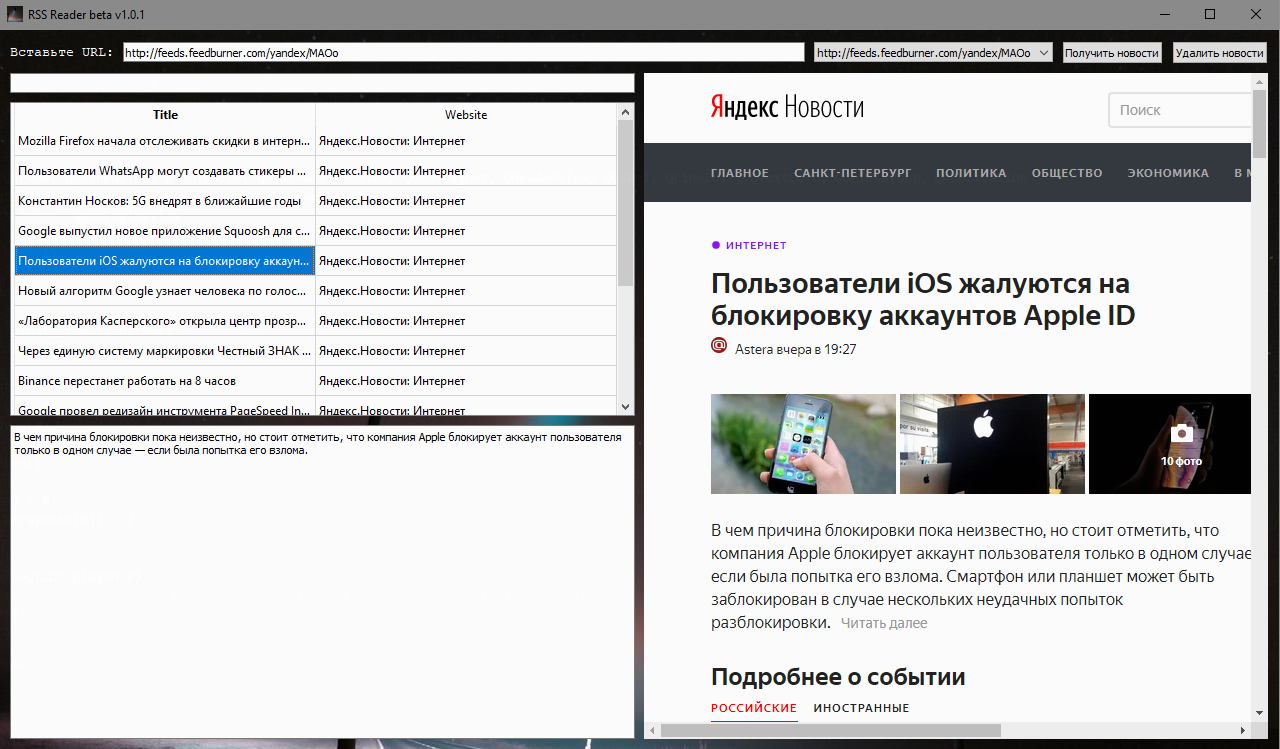 RSS Reader beta v1.0.1
Вставьте URL: http://feeds.feedburner.com/yandex/MAOo http://feeds.feedburner.com/yandex/MAOo Получить новости Удалить новости
Title Website
Mozilla Firefox начала отслеживать скидки в интерн... Яндекс.Новости: Интернет
Пользователи WhatsApp могут создавать стикеры ... Яндекс.Новости: Интернет
Константин Носков: 5G внедрят в ближайшие годы Яндекс.Новости: Интернет
Google выпустил новое приложение Squoosh для с... Яндекс.Новости: Интернет
Пользователи iOS жалуются на блокировку аккаун... Яндекс.Новости: Интернет
Новый алгоритм Google узнает человека по голос... Яндекс.Новости: Интернет
«Лаборатория Касперского» открыла центр прозр... Яндекс.Новости: Интернет
Через единую систему маркировки Честный ЗНАК ... Яндекс.Новости: Интернет
Binance перестанет работать на 8 часов Яндекс.Новости: Интернет
Google провел редизайн инструмента PageSpeed In... Яндекс.Новости: Интернет
В чем причина блокировки пока неизвестно, но стоит отметить, что компания Apple блокирует аккаунт пользователя
только в одном случае — если была попытка его взлома.
Яндекс Новости
Поиск
ГЛАВНОЕ САНКТ-ПЕТЕРБУРГ ПОЛИТИКА ОБЩЕСТВО ЭКОНОМИКА В
ИНТЕРНЕТ
Пользователи iOS жалуются на
блокировку аккаунтов Apple ID
Astera вчера в 19:27
10 фото
В чем причина блокировки пока неизвестно, но стоит отметить, что
компания Apple блокирует аккаунт пользователя только в одном случае
если была попытка его взлома. Смартфон или планшет может быть
заблокирован в случае нескольких неудачных попыток
разблокировки. Читать далее
Подробнее о событии
РОССИЙСКИЕ ИНОСТРАННЫЕ